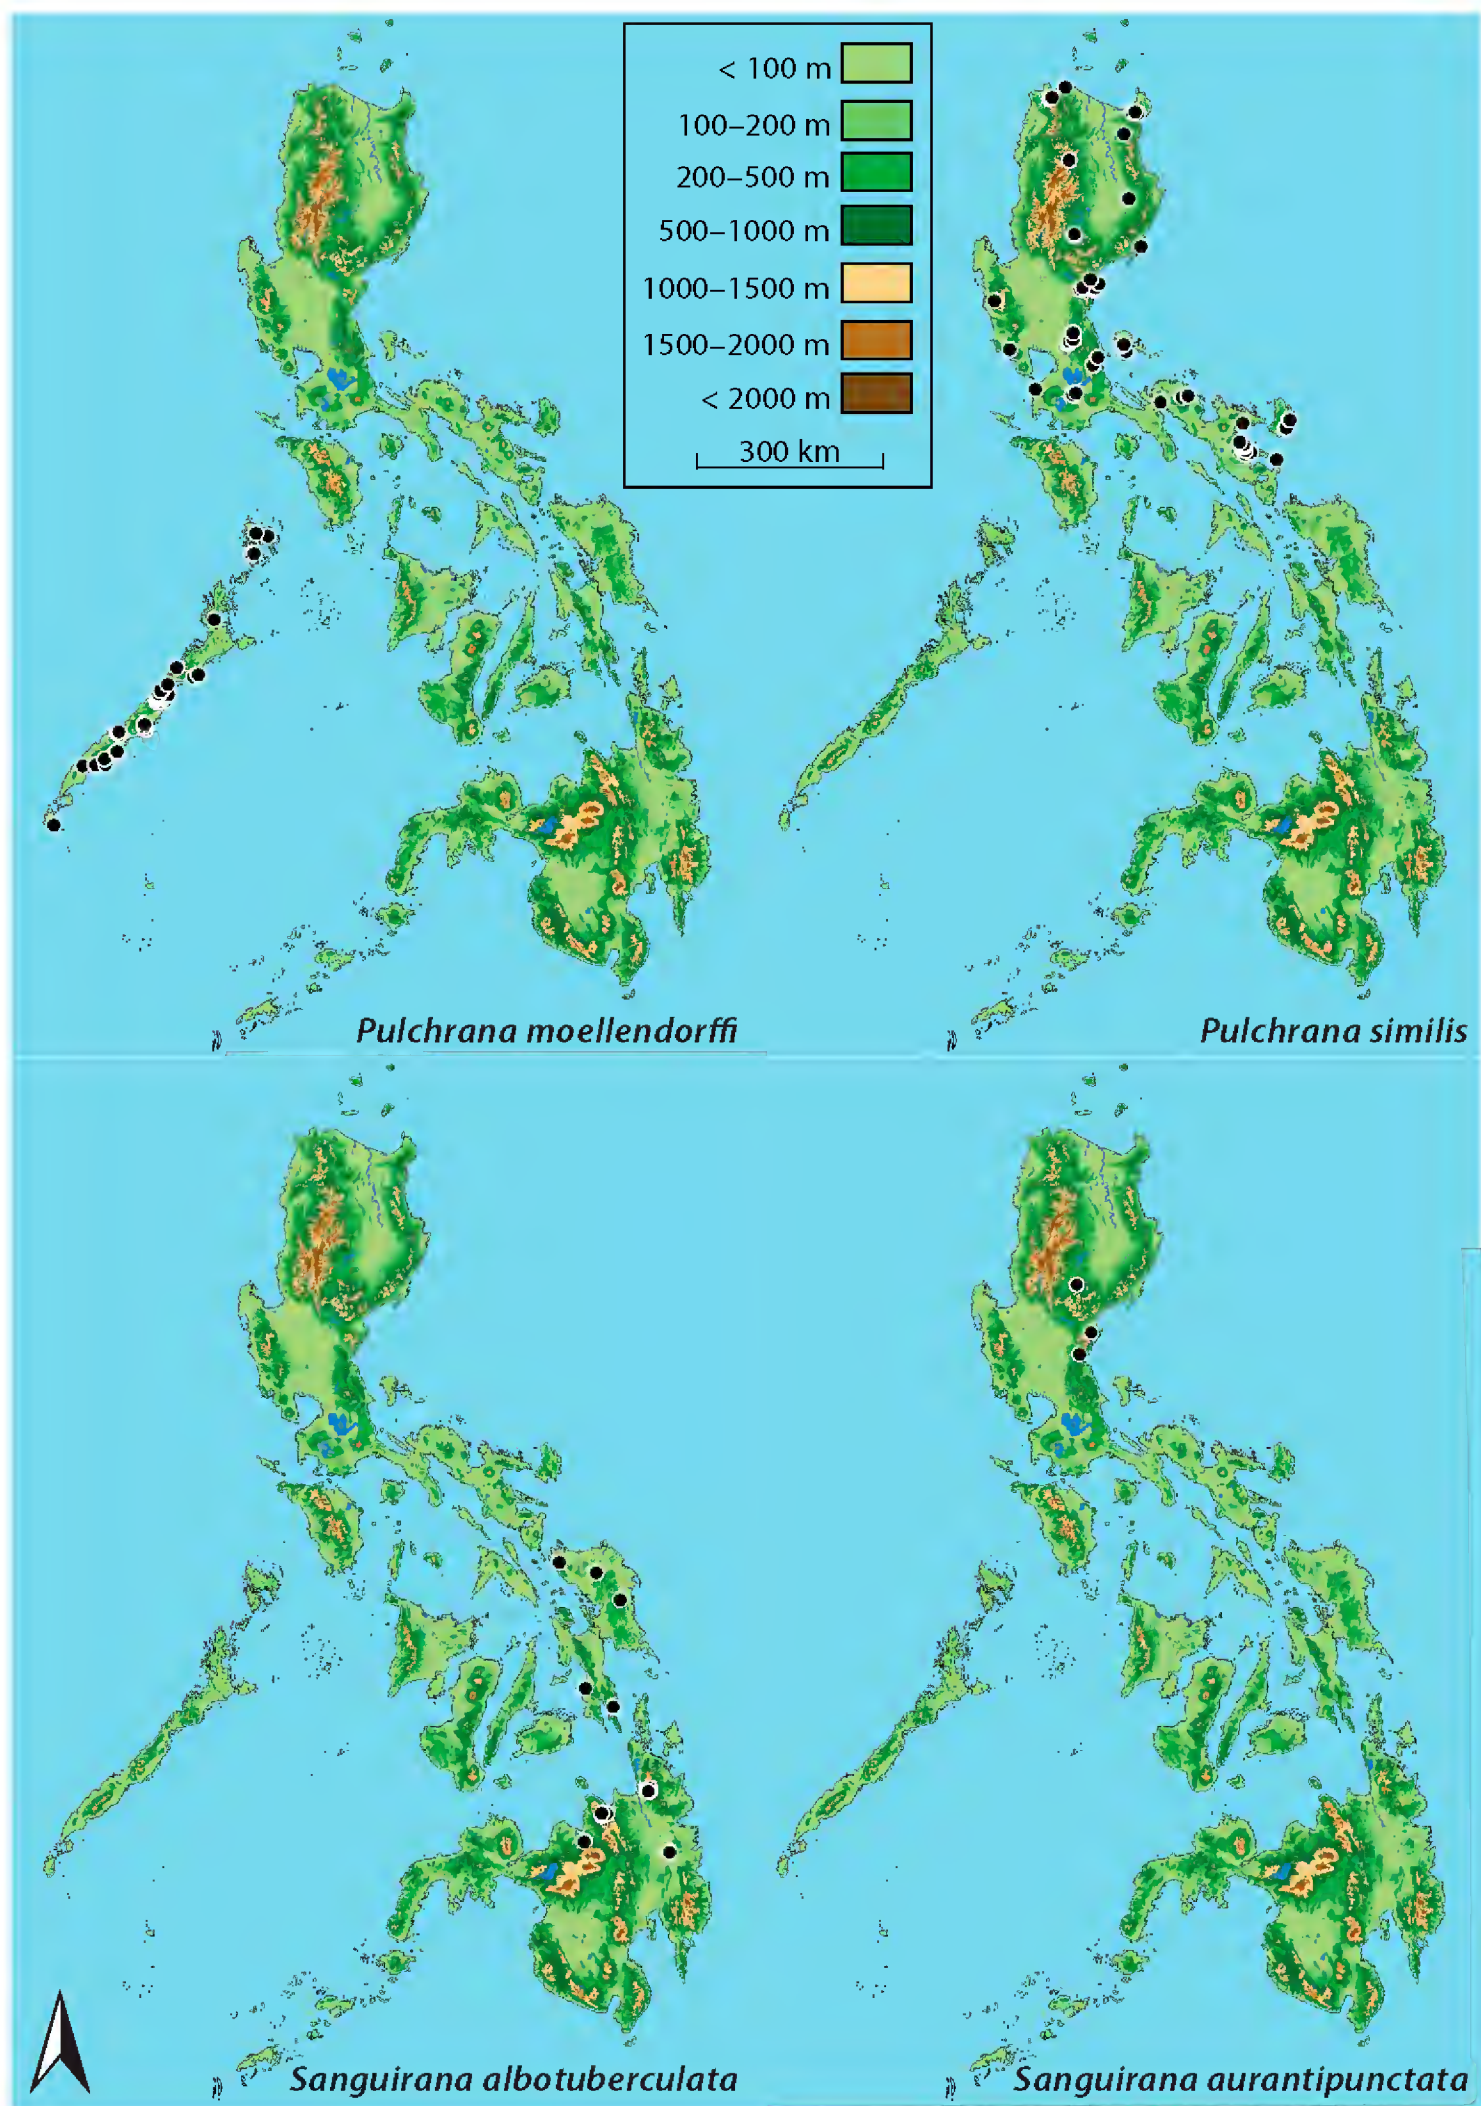 < 100 m
100–200 m
200–500 m
500–1000 m
1000–1500 m
1500–2000 m
< 2000 m
300 km
Pulchrana moellendorffi
Pulchrana similis
Sanguirana albotuberculata
Sanguirana aurantipunctata